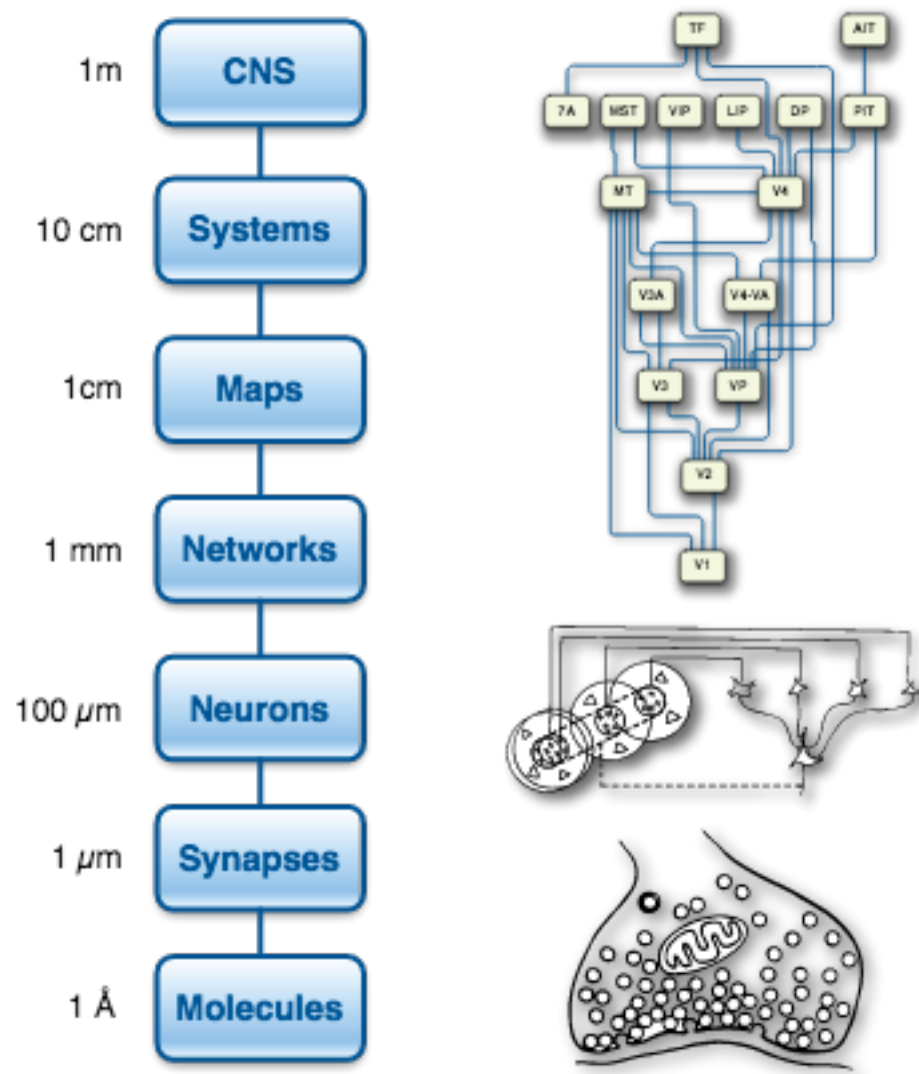 1m
CNS
10 cm
Systems
1cm
Maps
1 mm
Networks
100 µm
Neurons
1 µm
Synapses
1 Å
Molecules
TF
AIT
7A
MST
VIP
LIP
DP
PIT
MT
V4
V3A
V4-VA
V3
VP
V2
V1